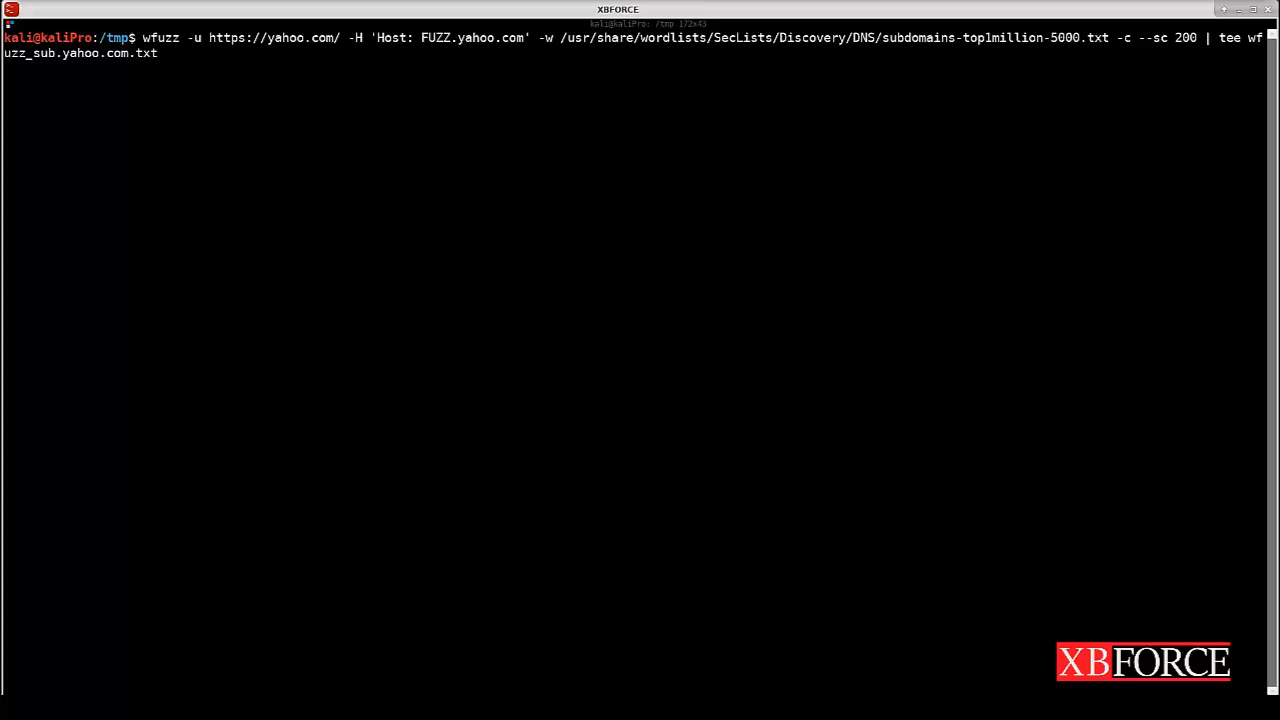 XBFORCE
kali@kaliPro: /tmp 172x43
kali@kaliPro:/tmp$ wfuzz -u https://yahoo.com/ -H 'Host: FUZZ.yahoo.com' -w /usr/share/wordlists/SecLists/Discovery/DNS/subdomains-top1million-5000.txt -c --sc 200 | tee wf
uzz_sub.yahoo.com.txt
XBFORCE